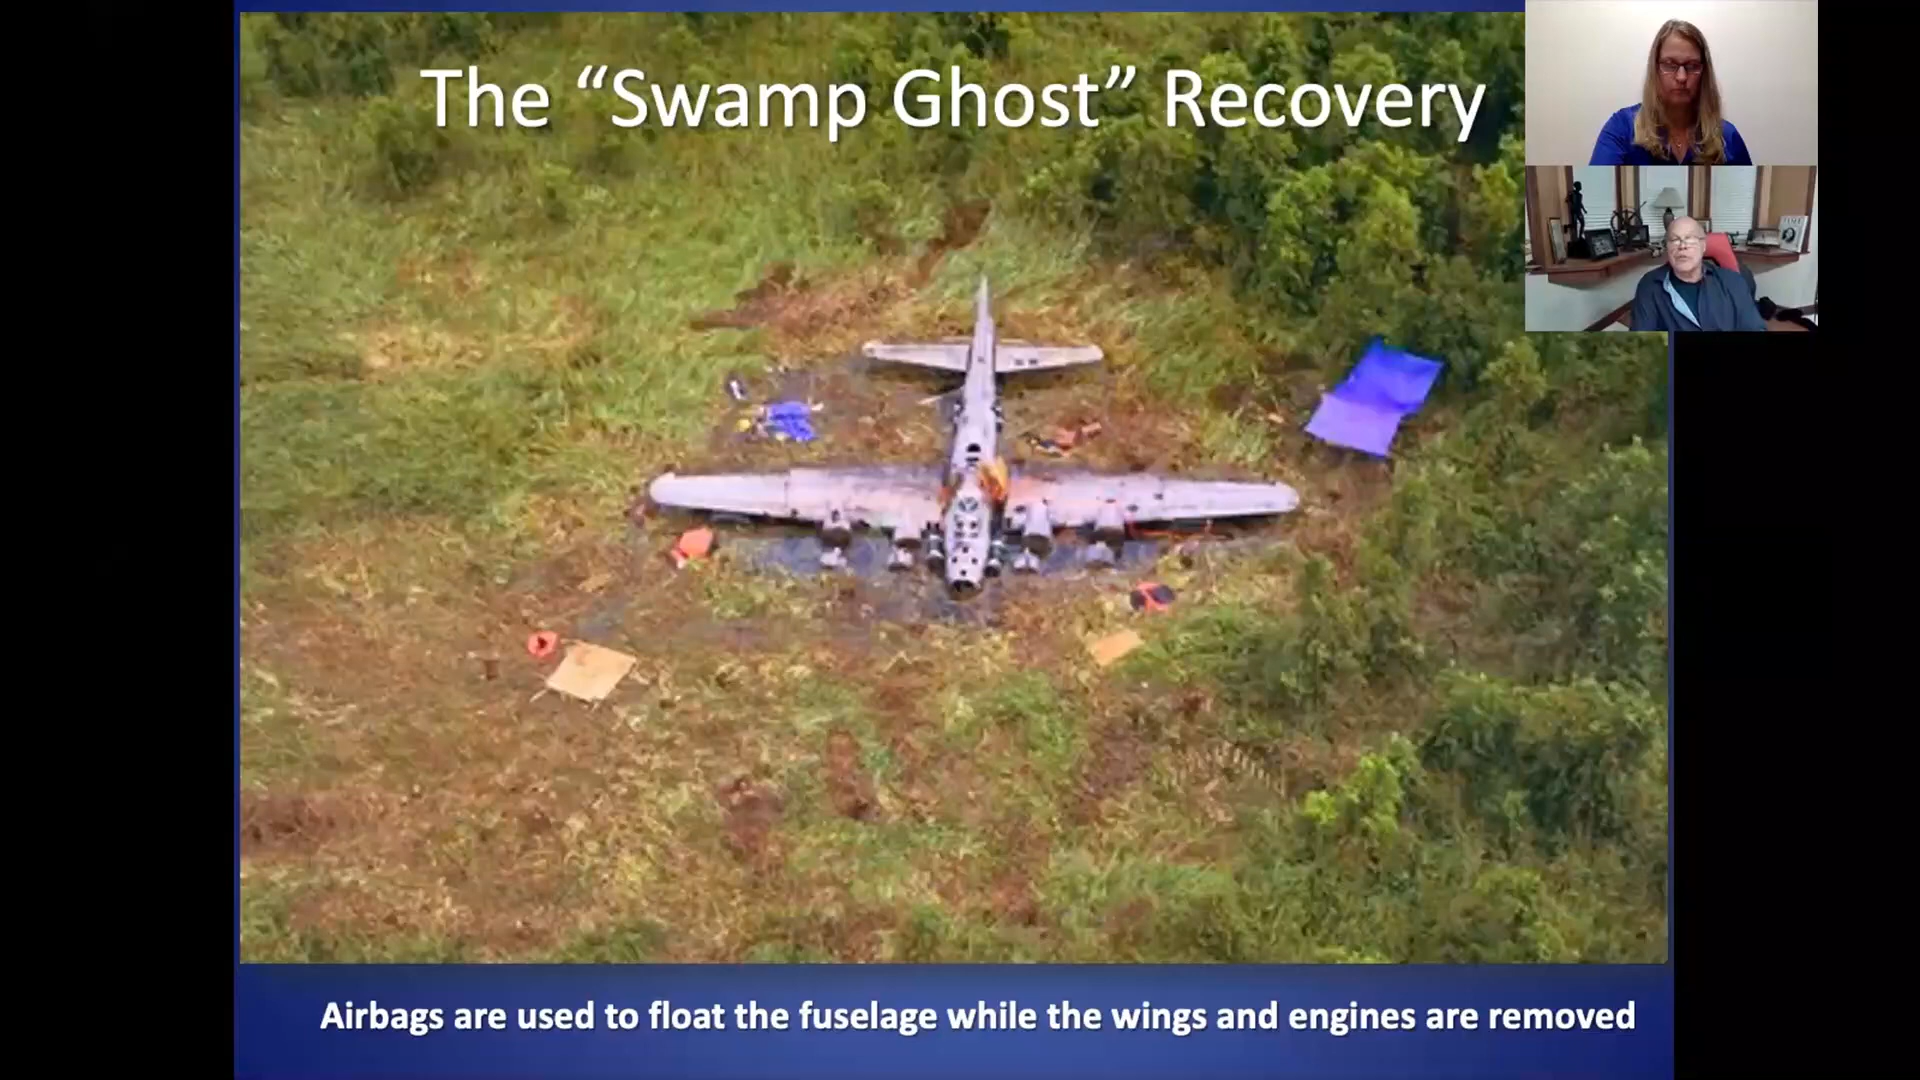 The “Swamp Ghost” Recovery
Airbags are used to float the fuselage while the wings and engines are removed